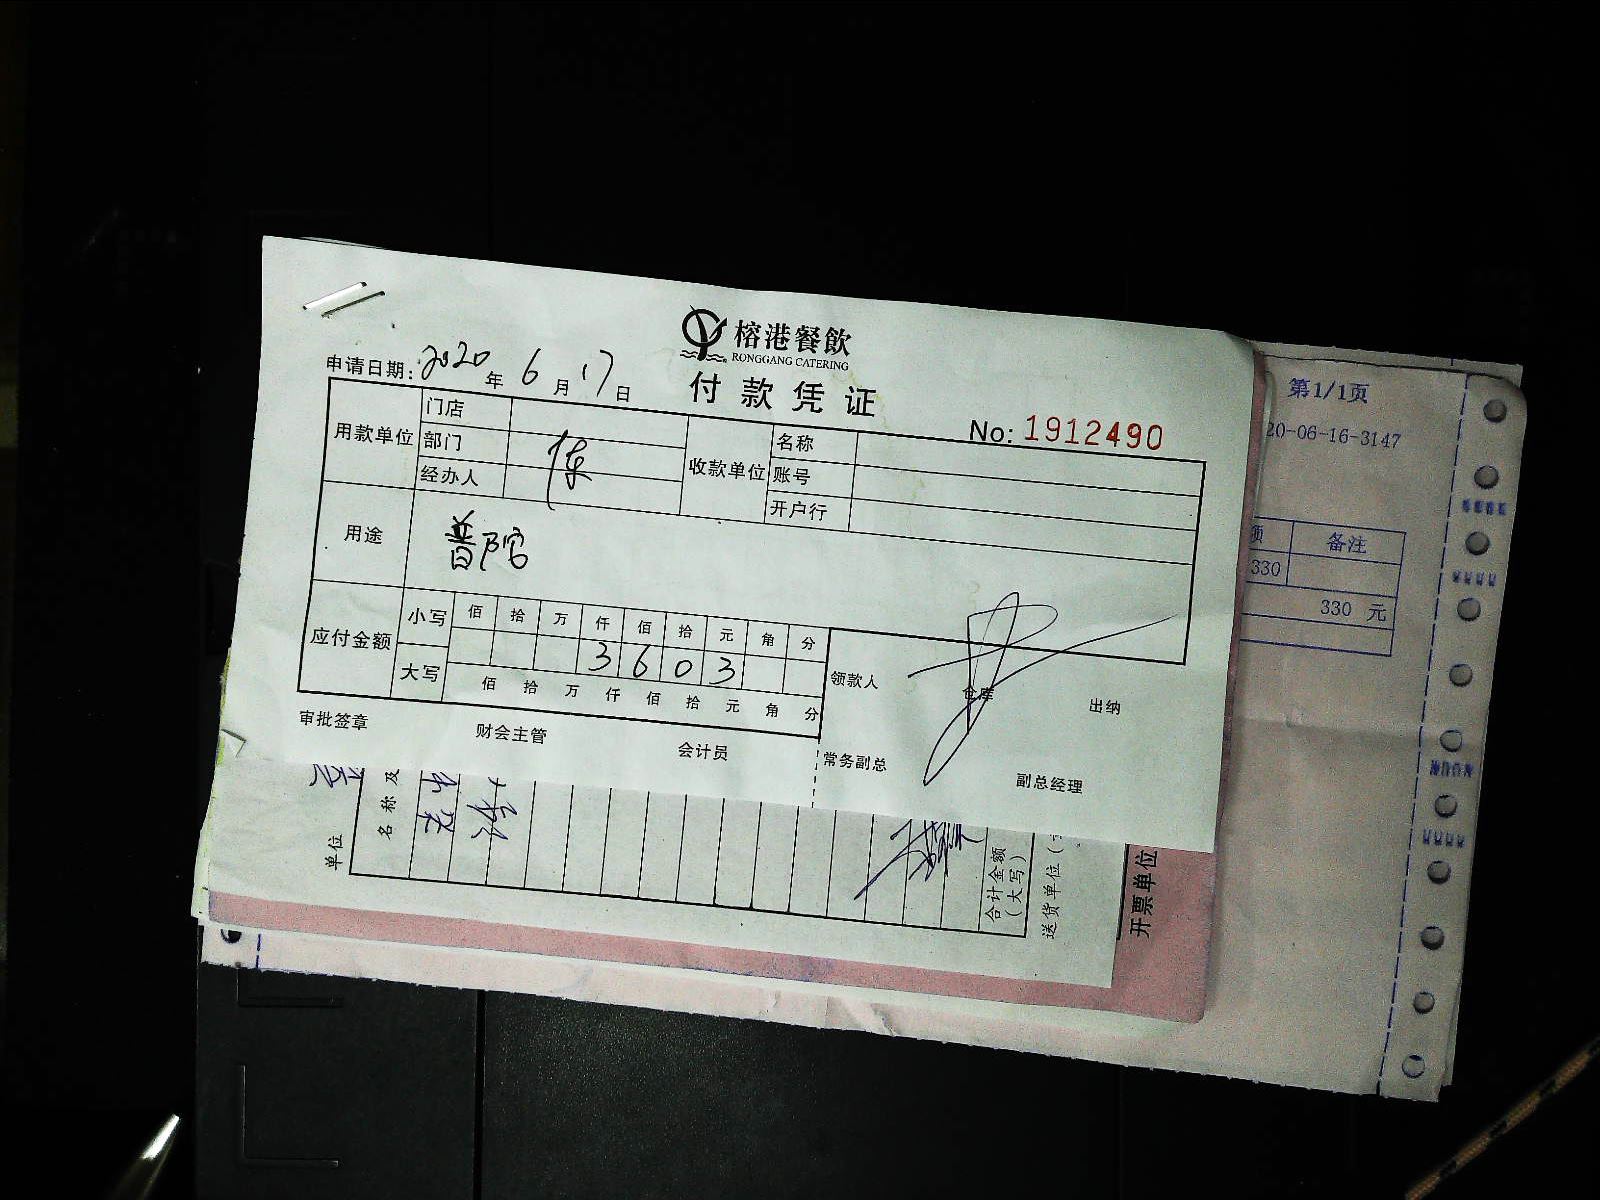 榕港餐飲
RONGGANG CATERING
付款凭证
申请日期: 2020 年 6 月 17 日
No: 1912490
用款单位 门店 收款单位 名称
部门 账号
经办人 开户行
用途 普陀
应付金额 小写 佰 拾 万 仟 佰 拾 元 角 分
3 6 0 3
大写 佰 拾 万 仟 佰 拾 元 角 分
领款人 仓库 出纳
审批签章 财会主管 会计员 常务副总 副总经理
第1/1页
20-06-16-3147
备注
330
330 元
单位
名称及
合计金额
(大写)
送货单位(
开票单位